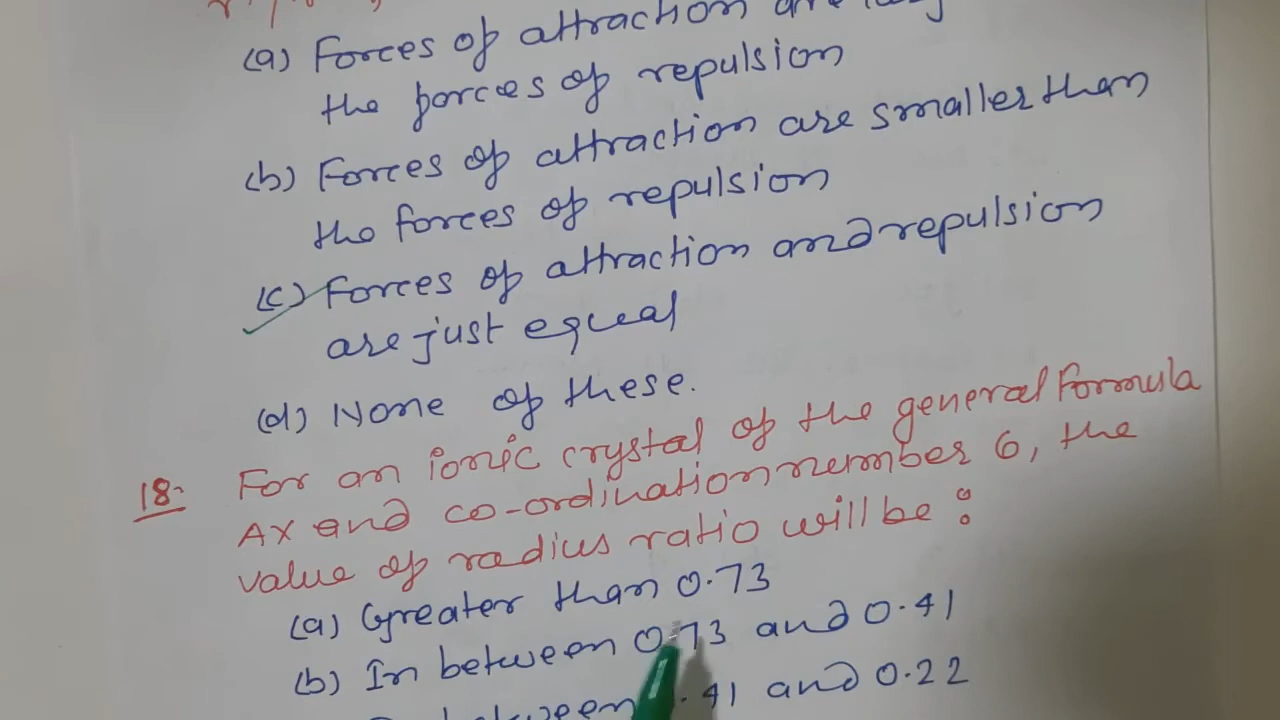 (a) Forces of attraction are
the forces of repulsion
(b) Forces of attraction are smaller than
the forces of repulsion
(c) Forces of attraction and repulsion
are just equal
(d) None of these.
18. For an ionic crystal of the general formula
AX and co-ordination number 6, the
value of radius ratio will be :
(a) Greater than 0.73
(b) In between 0.73 and 0.41
between .41 and 0.22